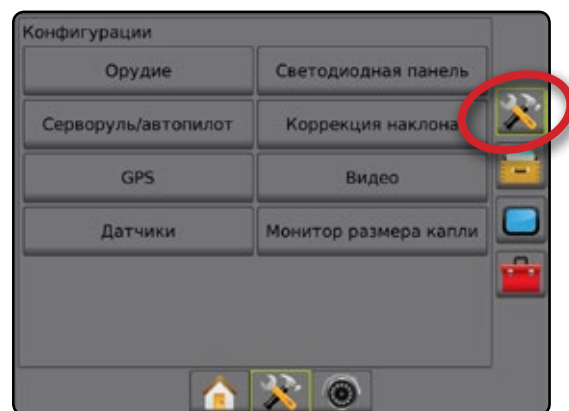 Конфигурации
Орудие
Светодиодная панель
Серворуль/автопилот
Коррекция наклона
GPS
Видео
Датчики
Монитор размера капли